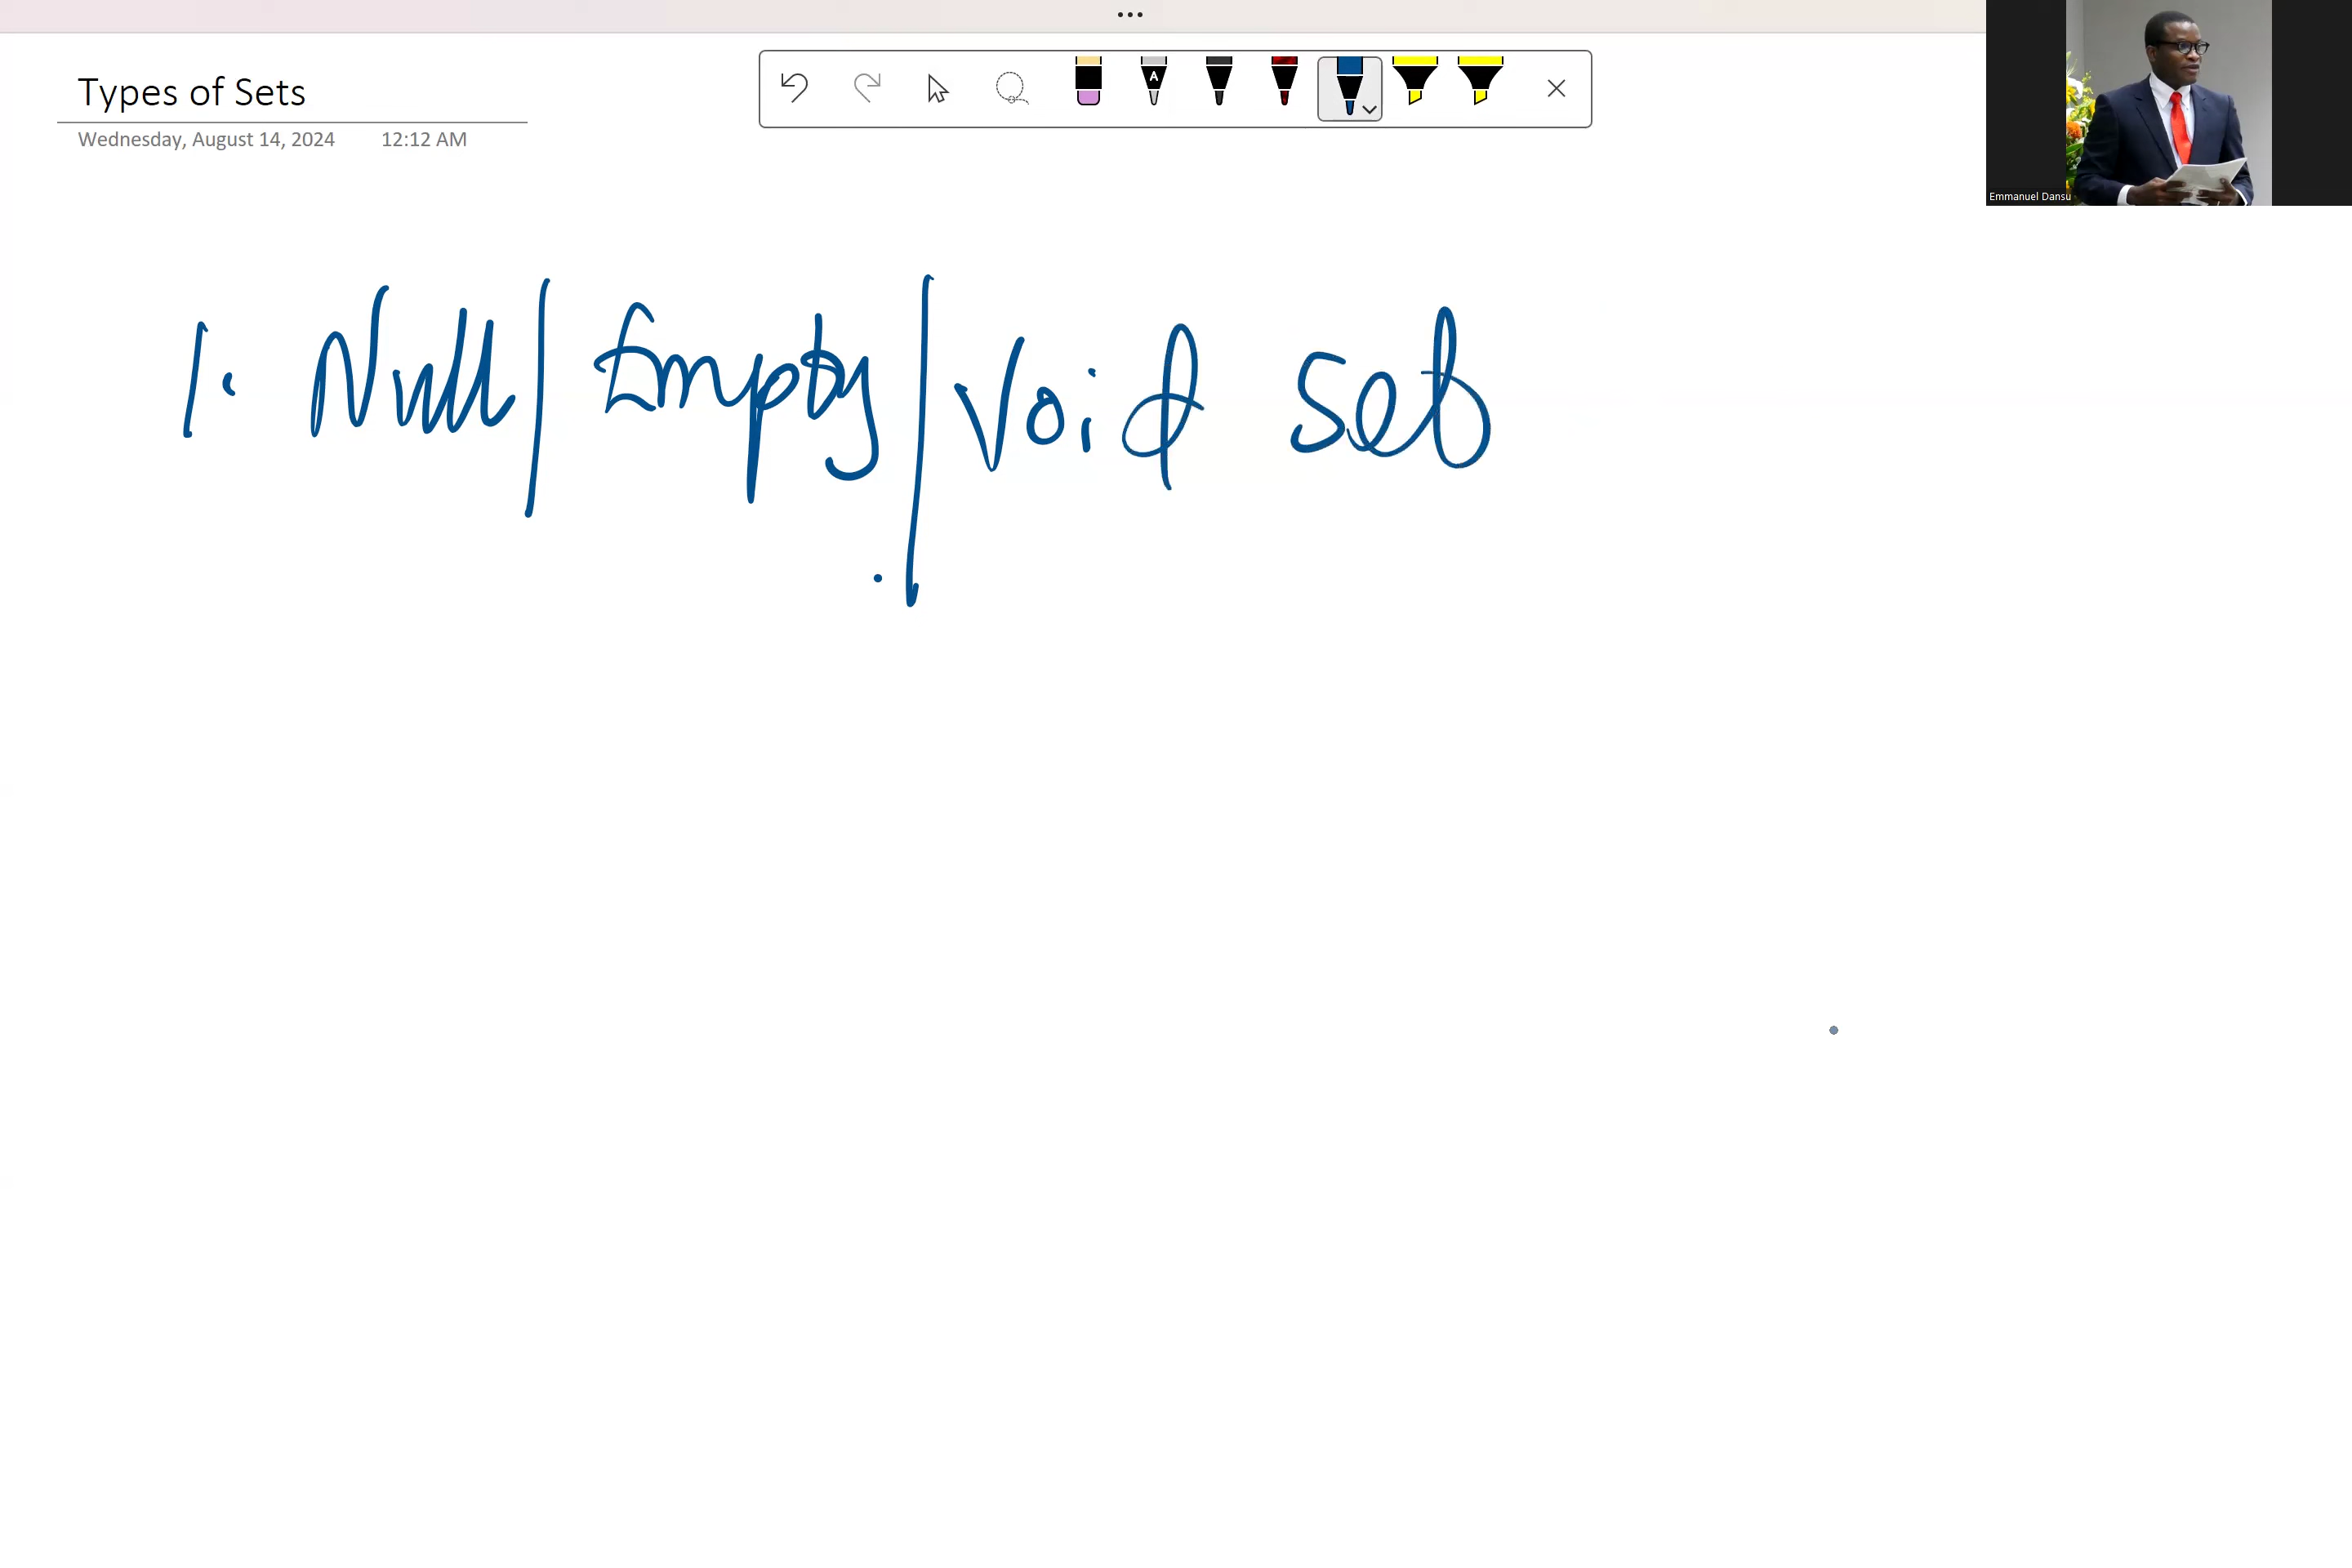 Types of Sets
Wednesday, August 14, 2024 12:12 AM
A
Emmanuel Dansu
1. Null/Empty/Void set